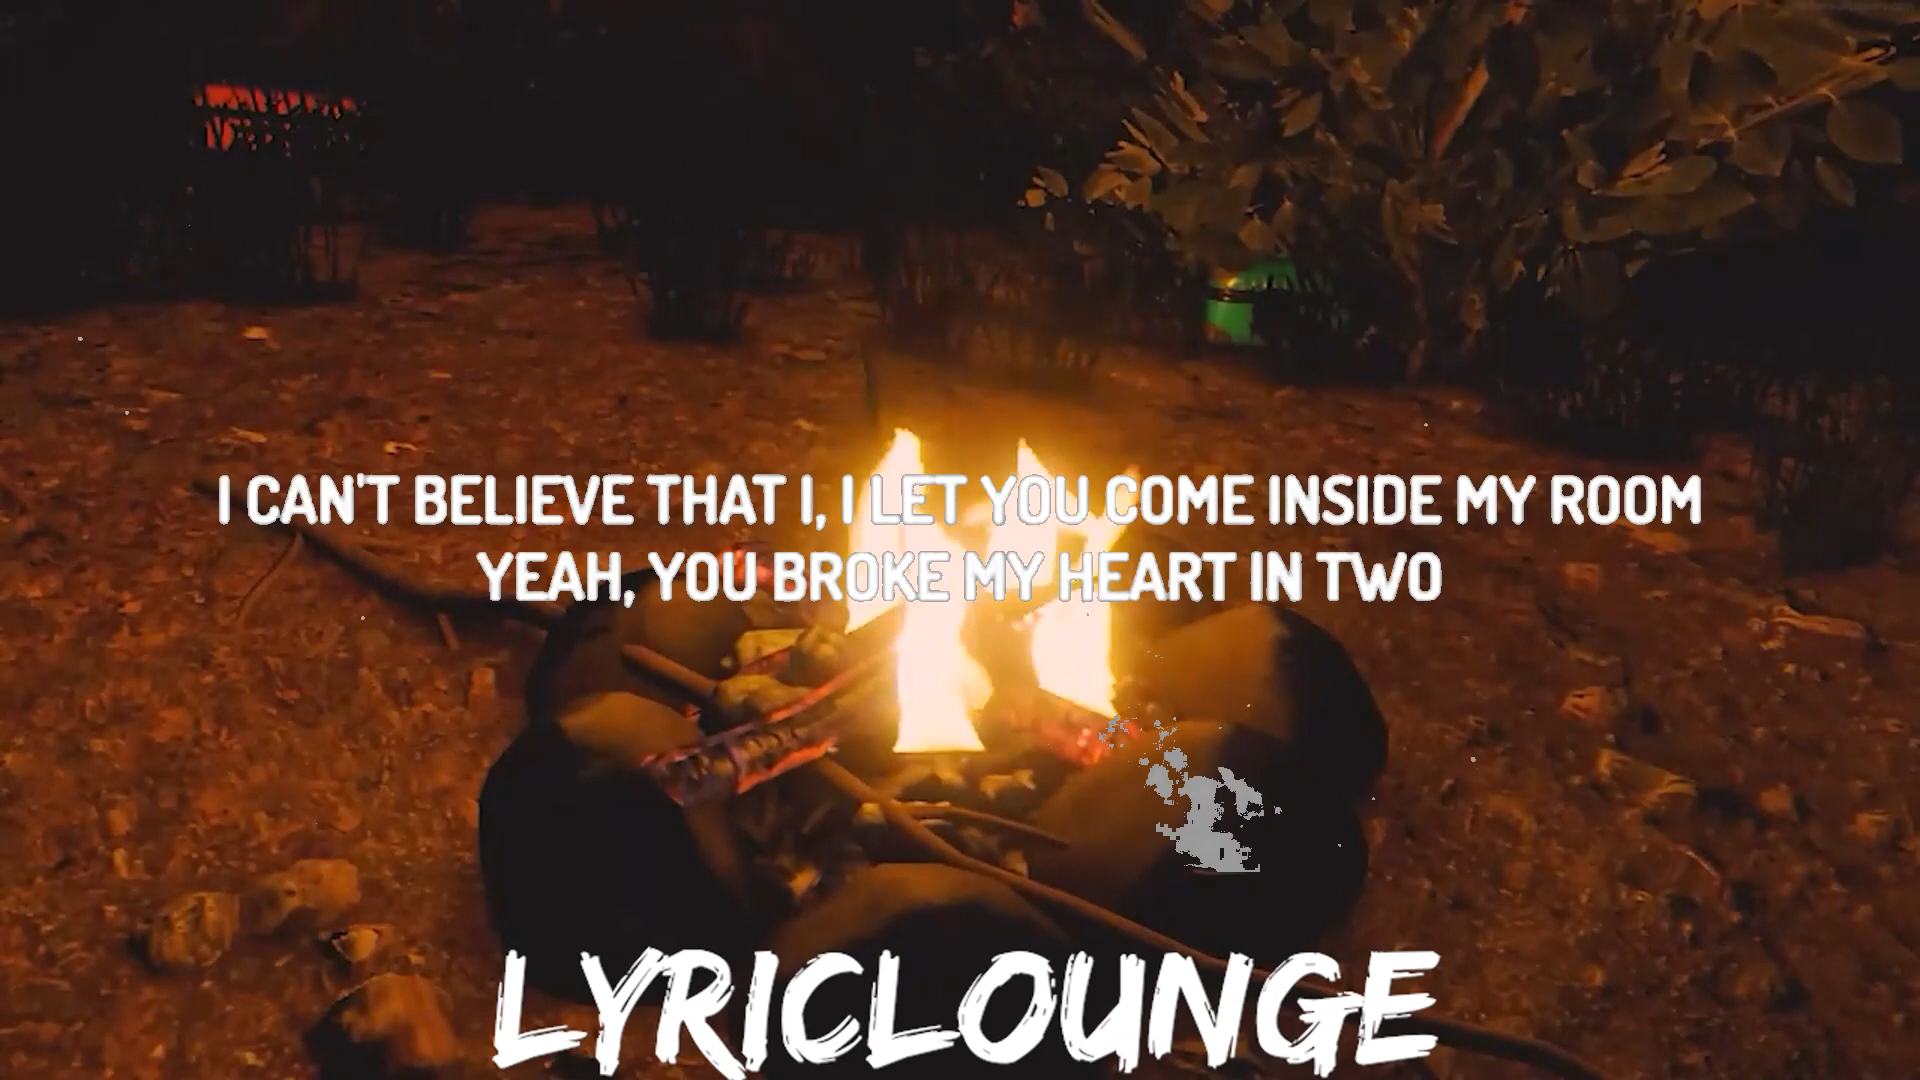 I CAN'T BELIEVE THAT I, I LET YOU COME INSIDE MY ROOM
YEAH, YOU BROKE MY HEART IN TWO
LYRICLOUNGE